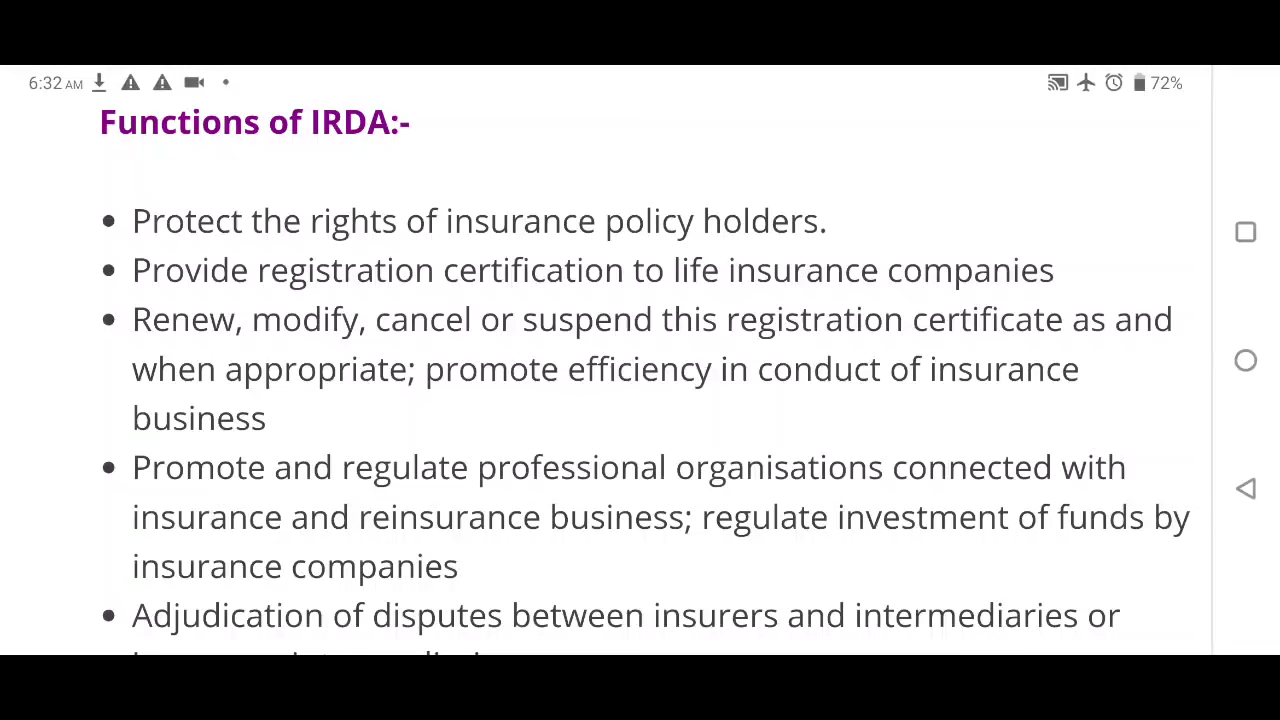 6:32 AM
72%
Functions of IRDA:-
• Protect the rights of insurance policy holders.
• Provide registration certification to life insurance companies
• Renew, modify, cancel or suspend this registration certificate as and
when appropriate; promote efficiency in conduct of insurance
business
• Promote and regulate professional organisations connected with
insurance and reinsurance business; regulate investment of funds by
insurance companies
• Adjudication of disputes between insurers and intermediaries or